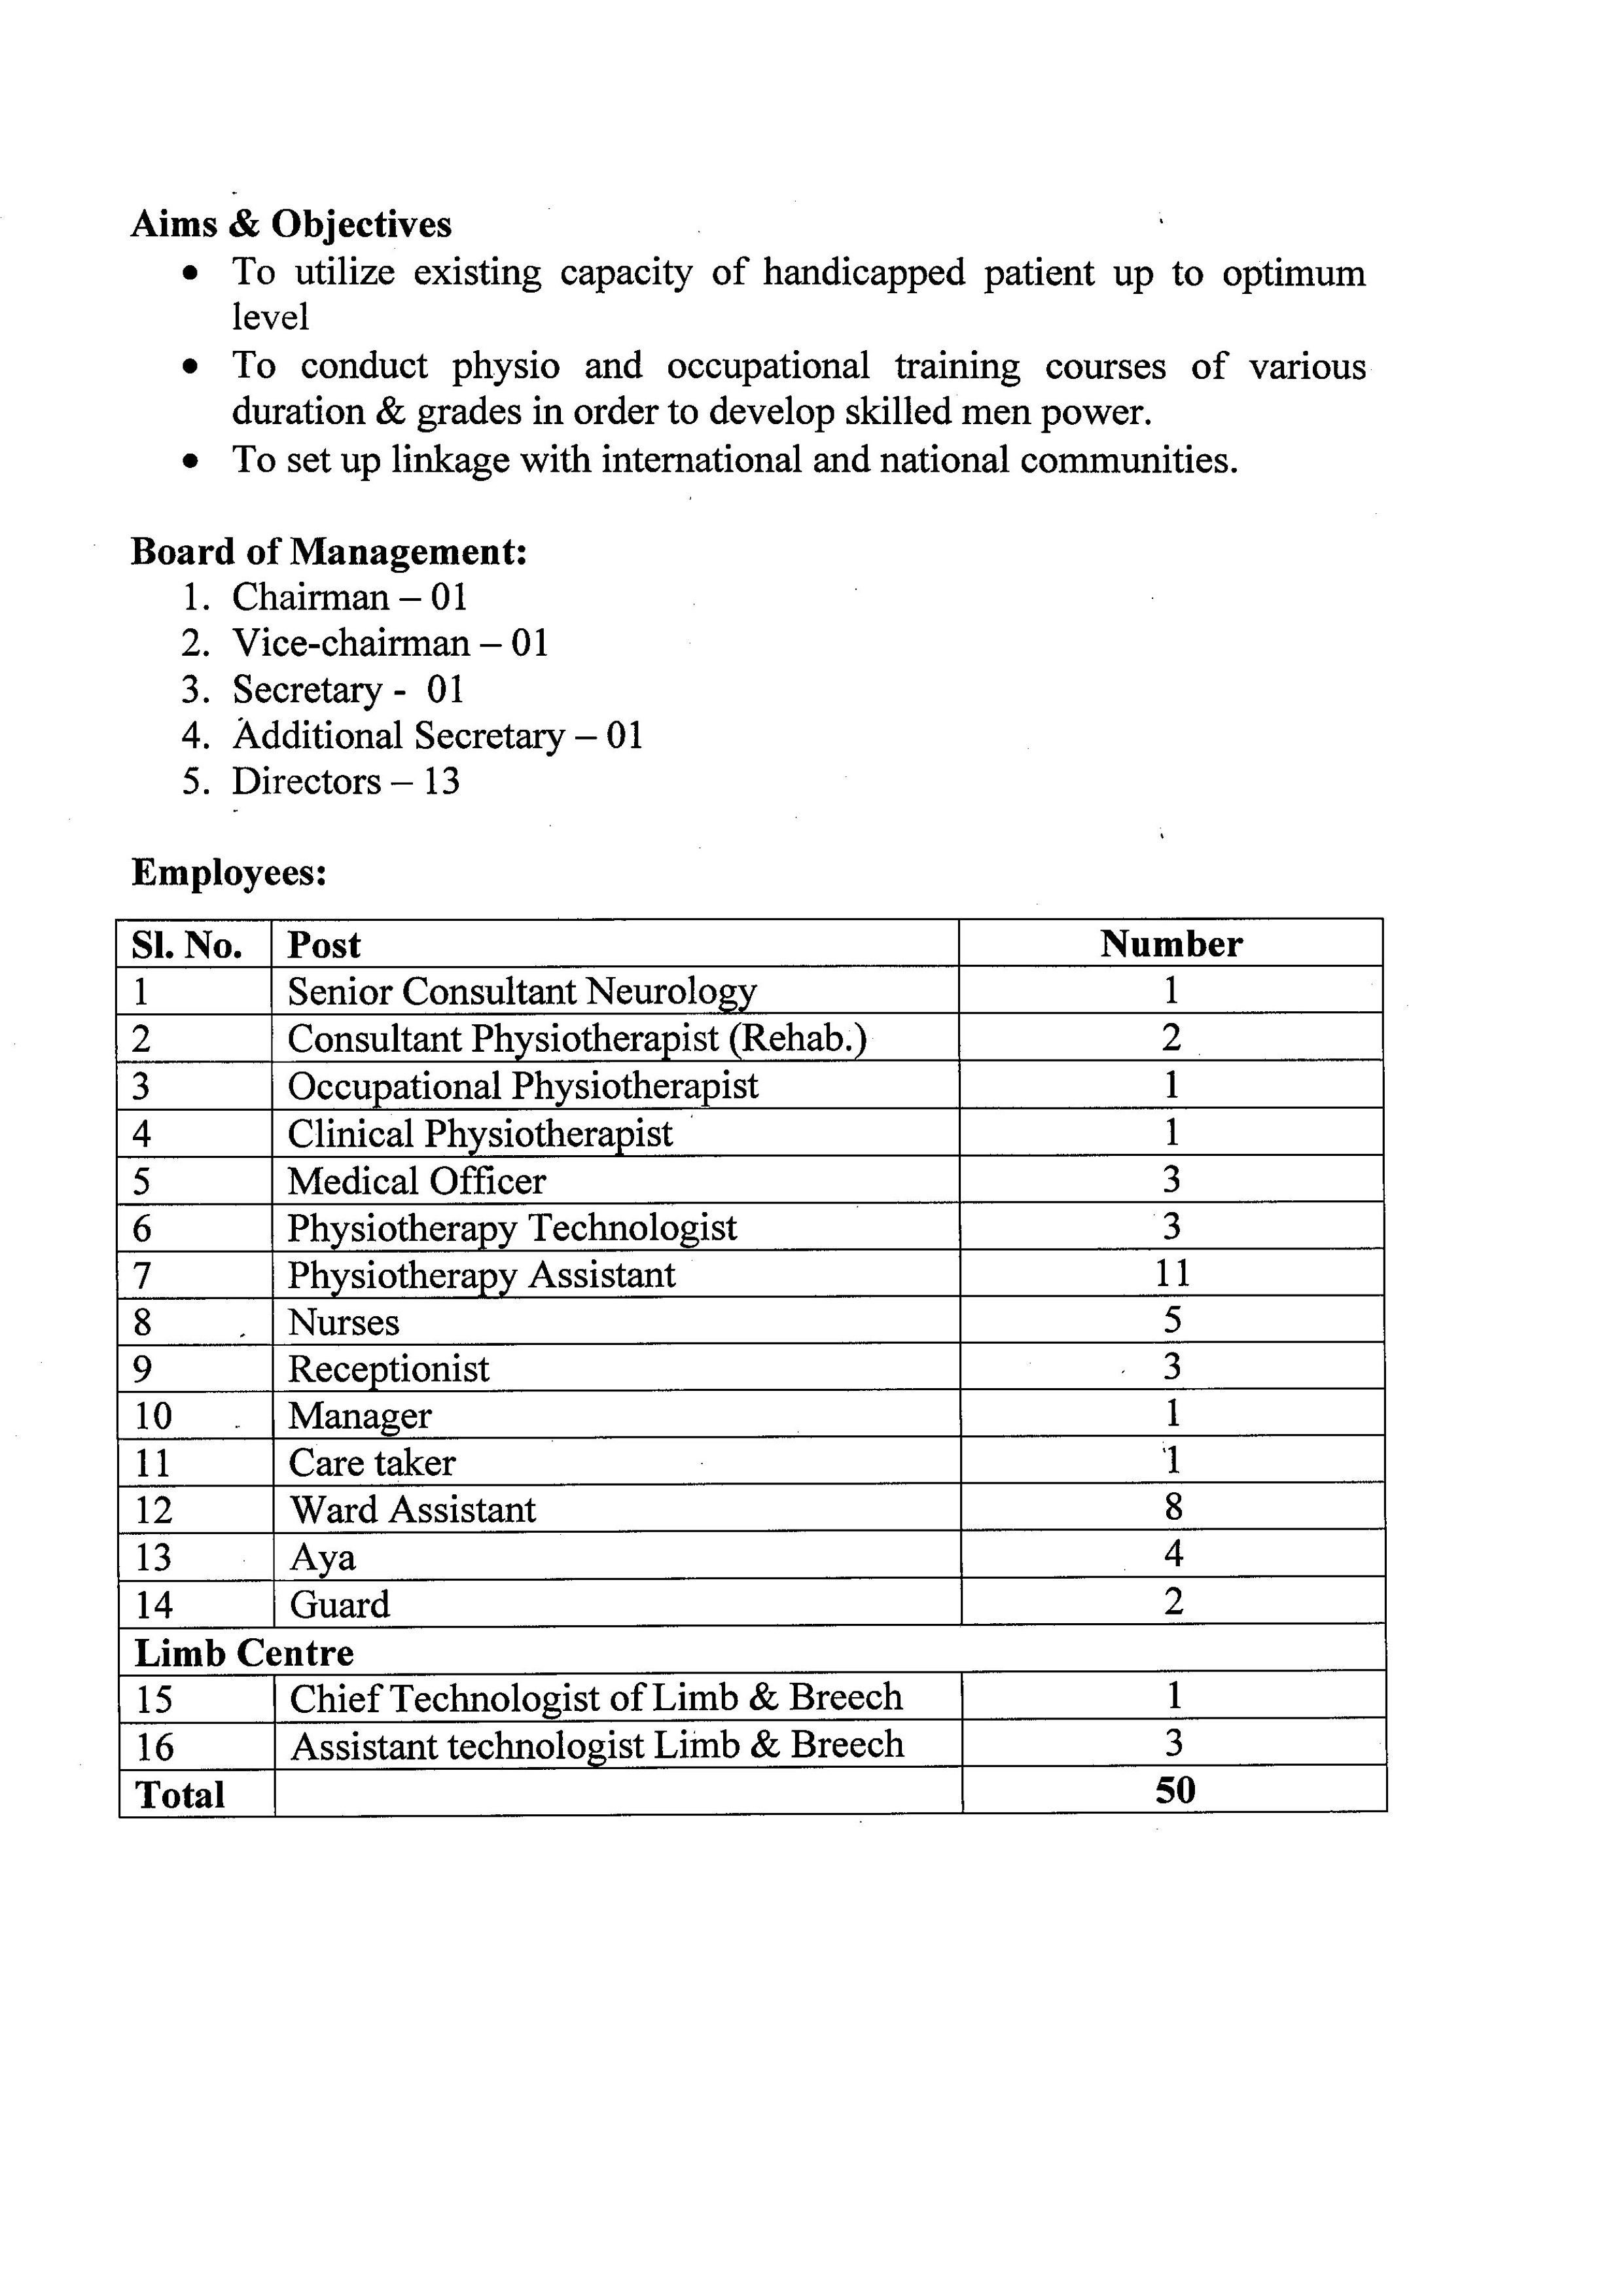 Aims & Objectives
• To utilize existing capacity of handicapped patient up to optimum
level
• To conduct physio and occupational training courses of various
duration & grades in order to develop skilled men power.
• To set up linkage with international and national communities.
Board of Management:
1. Chairman – 01
2. Vice-chairman – 01
3. Secretary - 01
4. Additional Secretary – 01
5. Directors – 13
Employees:
Sl. No. Post Number
1 Senior Consultant Neurology 1
2 Consultant Physiotherapist (Rehab.) 2
3 Occupational Physiotherapist 1
4 Clinical Physiotherapist 1
5 Medical Officer 3
6 Physiotherapy Technologist 3
7 Physiotherapy Assistant 11
8 Nurses 5
9 Receptionist 3
10 Manager 1
11 Care taker 1
12 Ward Assistant 8
13 Aya 4
14 Guard 2
Limb Centre
15 Chief Technologist of Limb & Breech 1
16 Assistant technologist Limb & Breech 3
Total 50